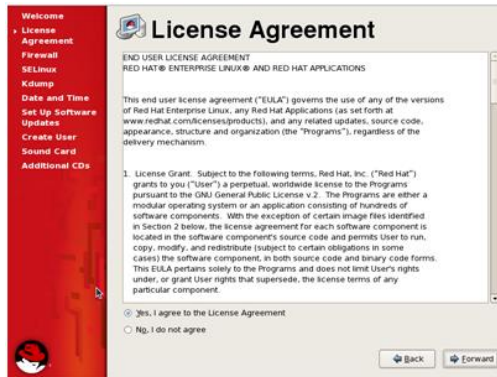 Welcome
License
Agreement
Firewall
SELinux
Kdump
Date and Time
Set Up Software
Updates
Create User
Sound Card
Additional CDs
License Agreement
END USER LICENSE AGREEMENT
RED HAT® ENTERPRISE LINUX® AND RED HAT APPLICATIONS
This end user license agreement ("EULA") governs the use of any of the versions
of Red Hat Enterprise Linux, any Red Hat Applications (as set forth at
www.redhat.com/licenses/products), and any related updates, source code,
appearance, structure and organization (the "Programs"), regardless of the
delivery mechanism.
1. License Grant. Subject to the following terms, Red Hat, Inc. ("Red Hat")
grants to you ("User") a perpetual, worldwide license to the Programs
pursuant to the GNU General Public License v.2. The Programs are either a
modular operating system or an application consisting of hundreds of
software components. With the exception of certain image files identified
in Section 2 below, the license agreement for each software component is
located in the software component's source code and permits User to run,
copy, modify, and redistribute (subject to certain obligations in some
cases) the software component, in both source code and binary code forms.
This EULA pertains solely to the Programs and does not limit User's rights
under, or grant User rights that supersede, the license terms of any
particular component.
Yes, I agree to the License Agreement
No, I do not agree
Back
Forward